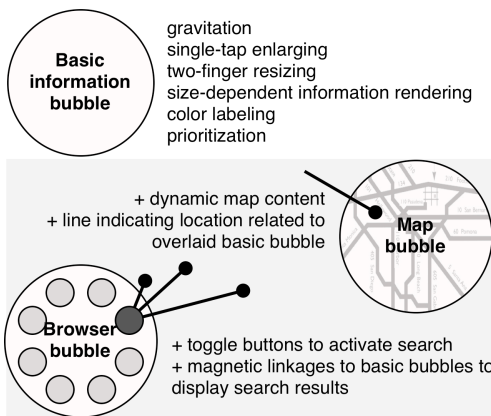 Basic
information
bubble
gravitation
single-tap enlarging
two-finger resizing
size-dependent information rendering
color labeling
prioritization
+ dynamic map content
+ line indicating location related to
overlaid basic bubble
Map
bubble
Browser
bubble
+ toggle buttons to activate search
+ magnetic linkages to basic bubbles to
display search results